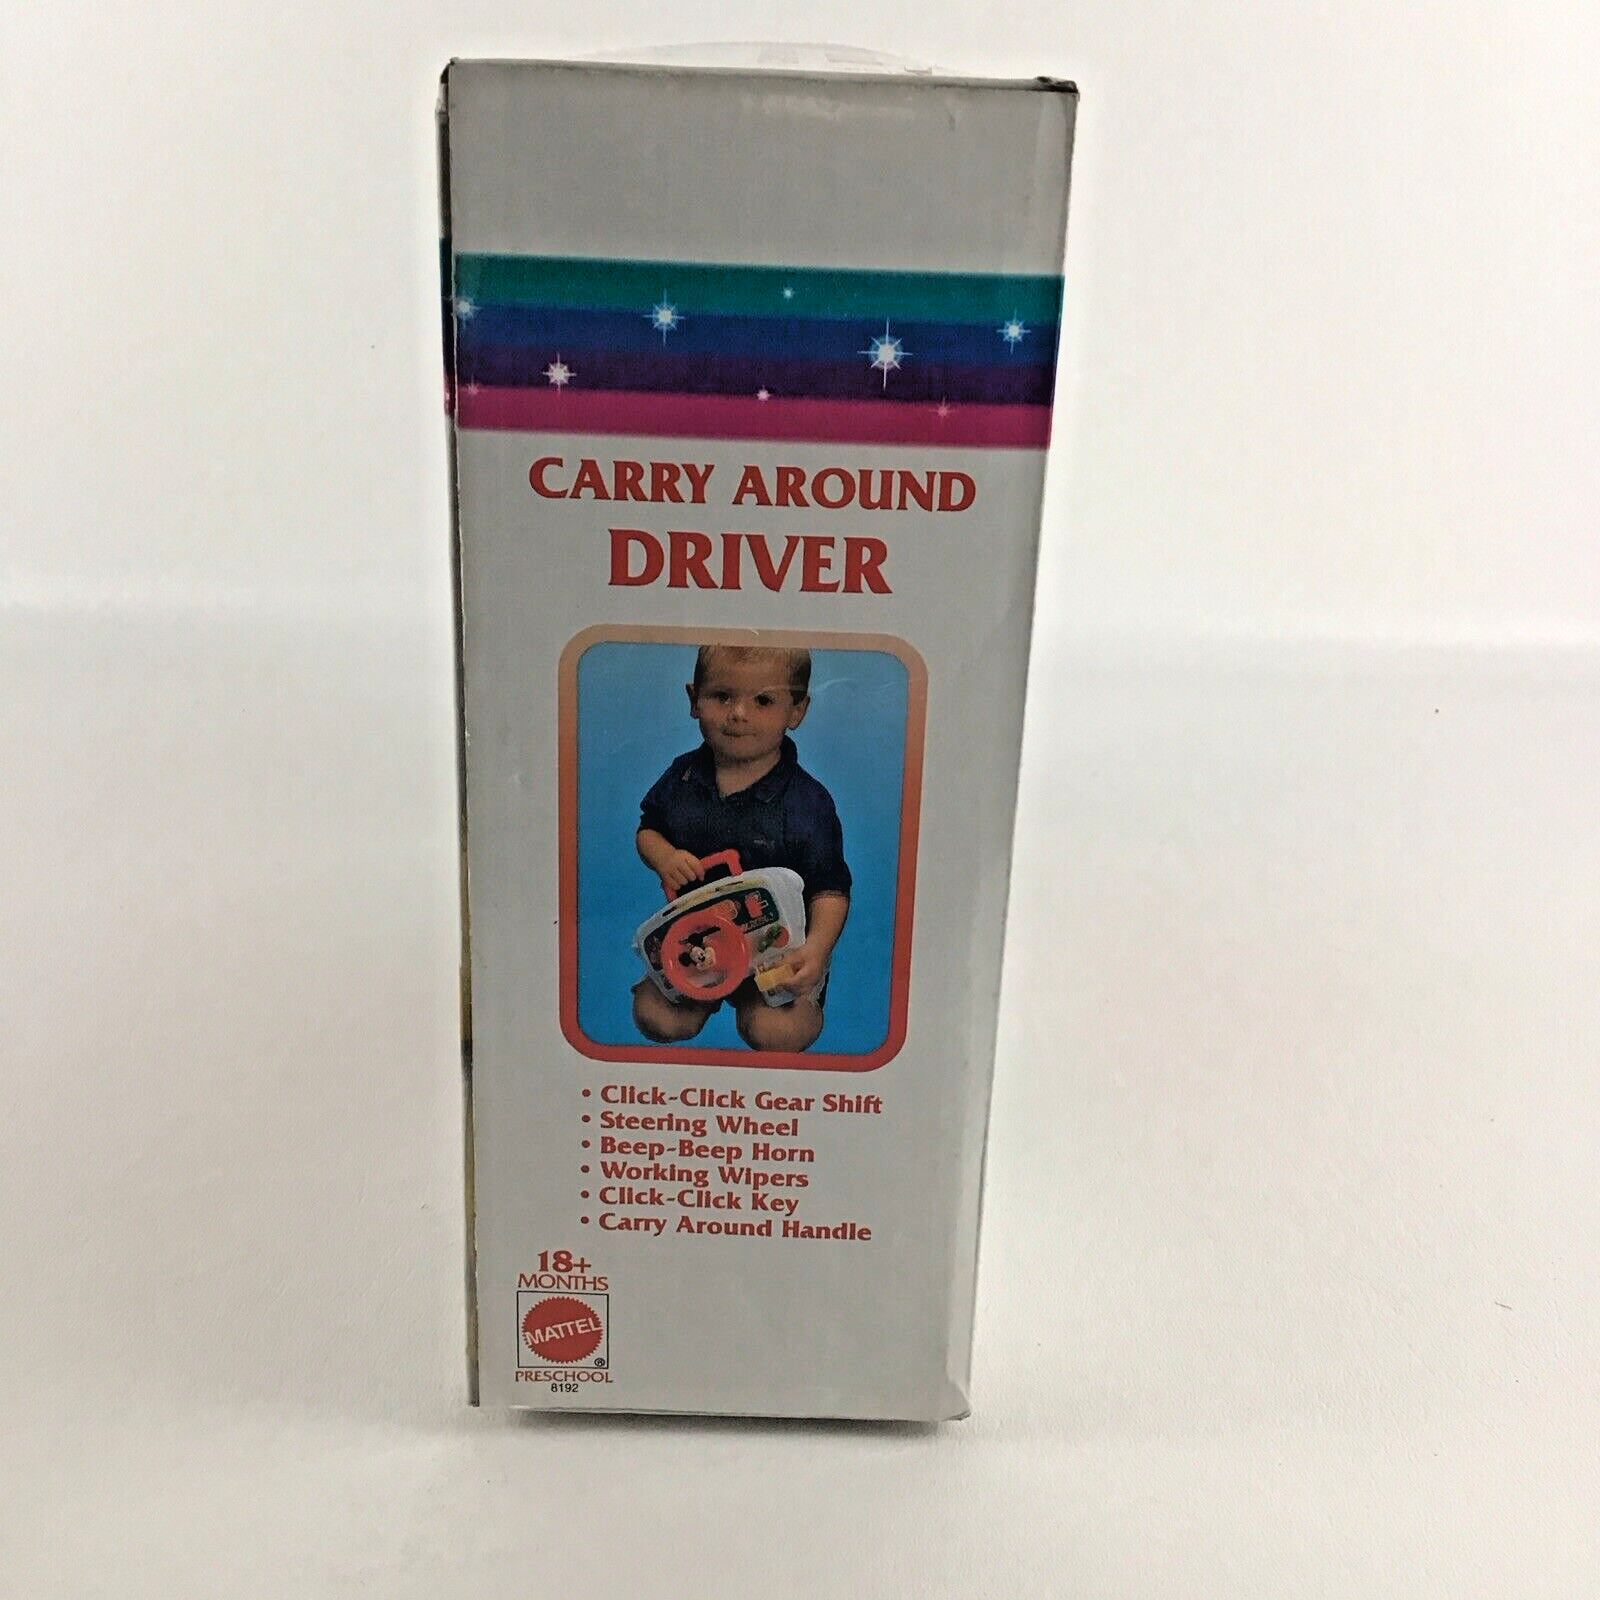 CARRY AROUND
DRIVER
• Click-Click Gear Shift
• Steering Wheel
• Beep-Beep Horn
• Working Wipers
• Click-Click Key
• Carry Around Handle
18+
MONTHS
MATTEL
®
PRESCHOOL
8192